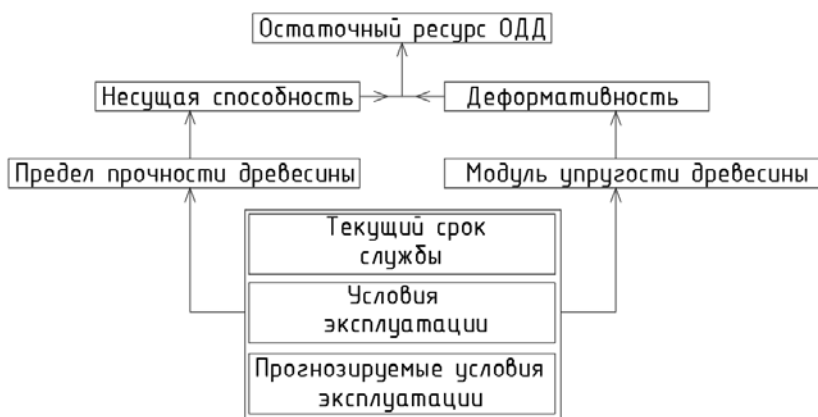 Остаточный ресурс ОДД
Несущая способность
Деформативность
Предел прочности древесины
Модуль упругости древесины
Текущий срок
службы
Условия
эксплуатации
Прогнозируемые условия
эксплуатации